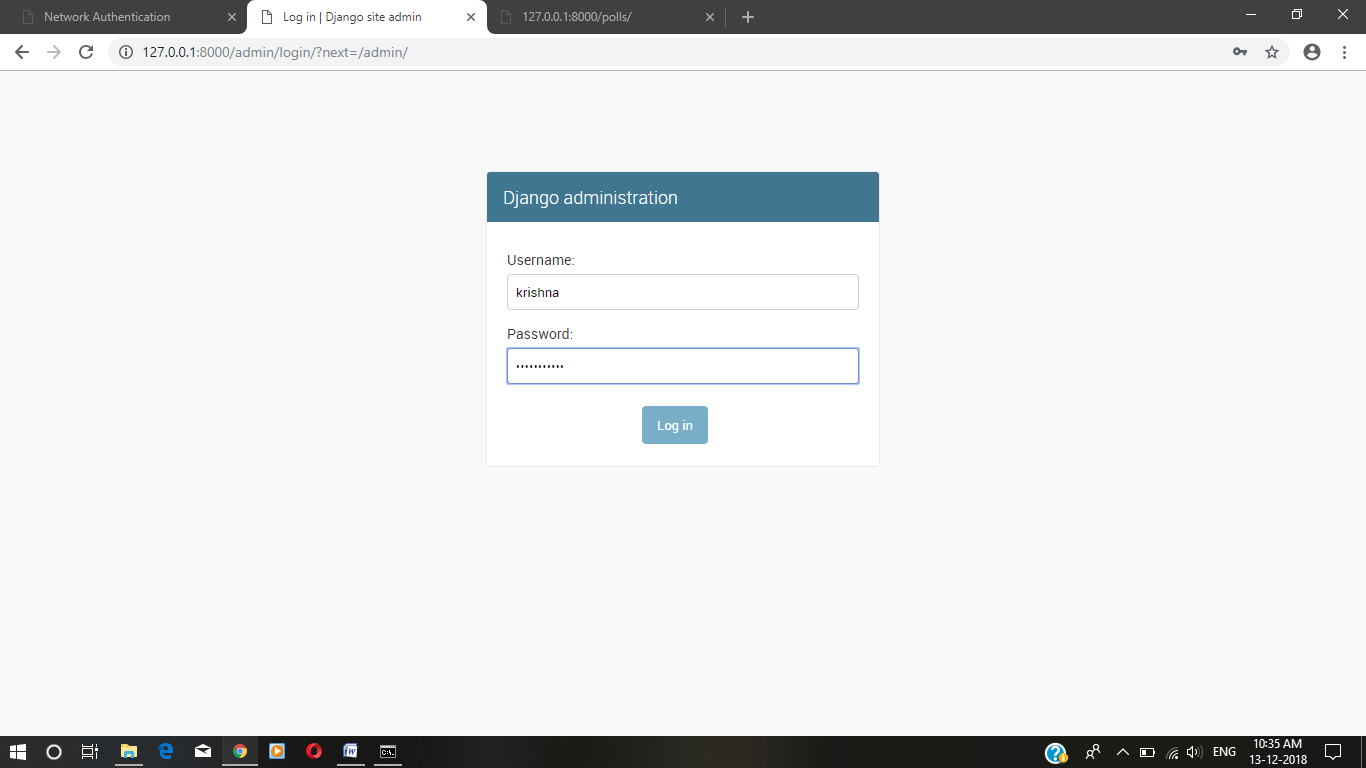 Network Authentication
Log in | Django site admin
127.0.0.1:8000/polls/
127.0.0.1:8000/admin/login/?next=/admin/
Django administration
Username:
krishna
Password:
•••••••••••
Log in
ENG
10:35 AM
13-12-2018